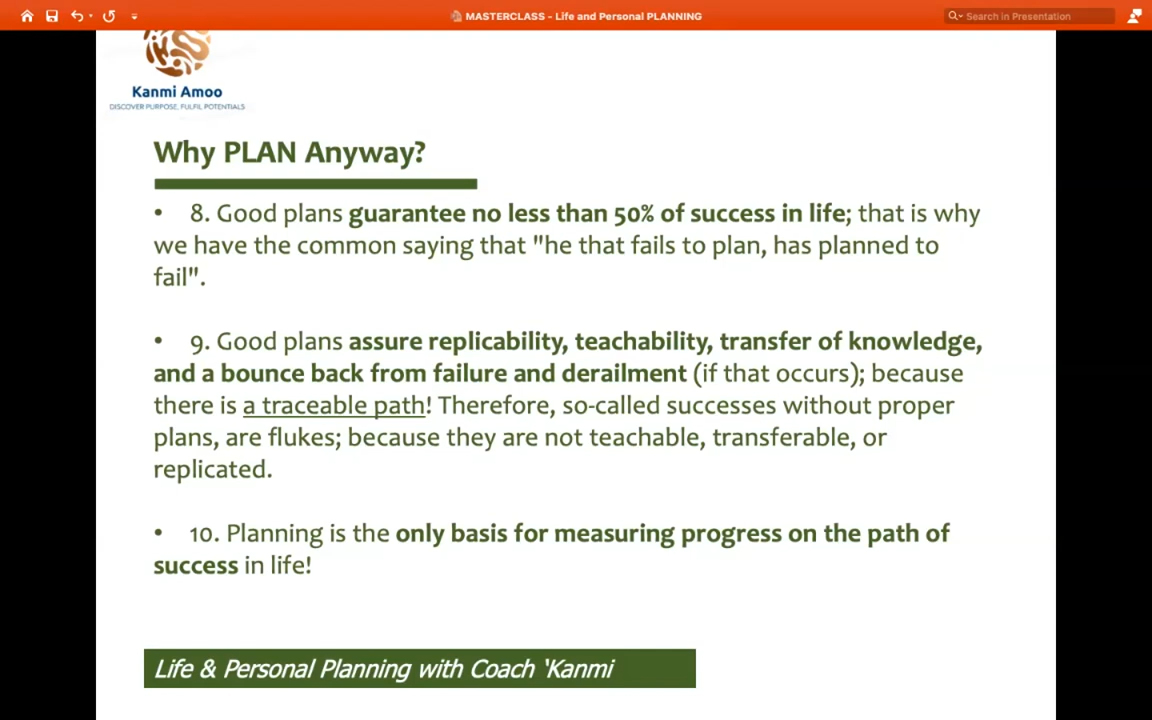 MASTERCLASS - Life and Personal PLANNING
Search in Presentation
Kanmi Amoo
DISCOVER PURPOSE, FULFIL POTENTIALS
Why PLAN Anyway?
• 8. Good plans guarantee no less than 50% of success in life; that is why
we have the common saying that "he that fails to plan, has planned to
fail".
• 9. Good plans assure replicability, teachability, transfer of knowledge,
and a bounce back from failure and derailment (if that occurs); because
there is a traceable path! Therefore, so-called successes without proper
plans, are flukes; because they are not teachable, transferable, or
replicated.
• 10. Planning is the only basis for measuring progress on the path of
success in life!
Life & Personal Planning with Coach 'Kanmi